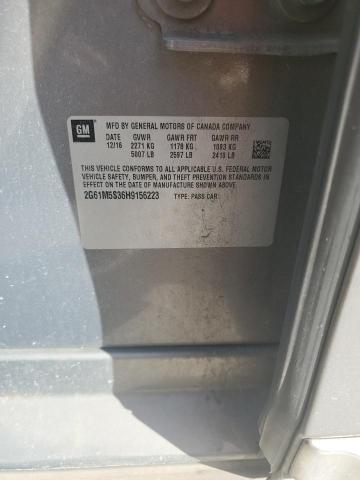 GM
MFD BY GENERAL MOTORS OF CANADA COMPANY
DATE GVWR GAWR FRT GAWR RR
12/16 2271 KG 1178 KG 1093 KG
5007 LB 2597 LB 2410 LB
THIS VEHICLE CONFORMS TO ALL APPLICABLE U.S. FEDERAL MOTOR
VEHICLE SAFETY, BUMPER, AND THEFT PREVENTION STANDARDS IN
EFFECT ON THE DATE OF MANUFACTURE SHOWN ABOVE.
2G61M5S36H9156223 TYPE: PASS CAR